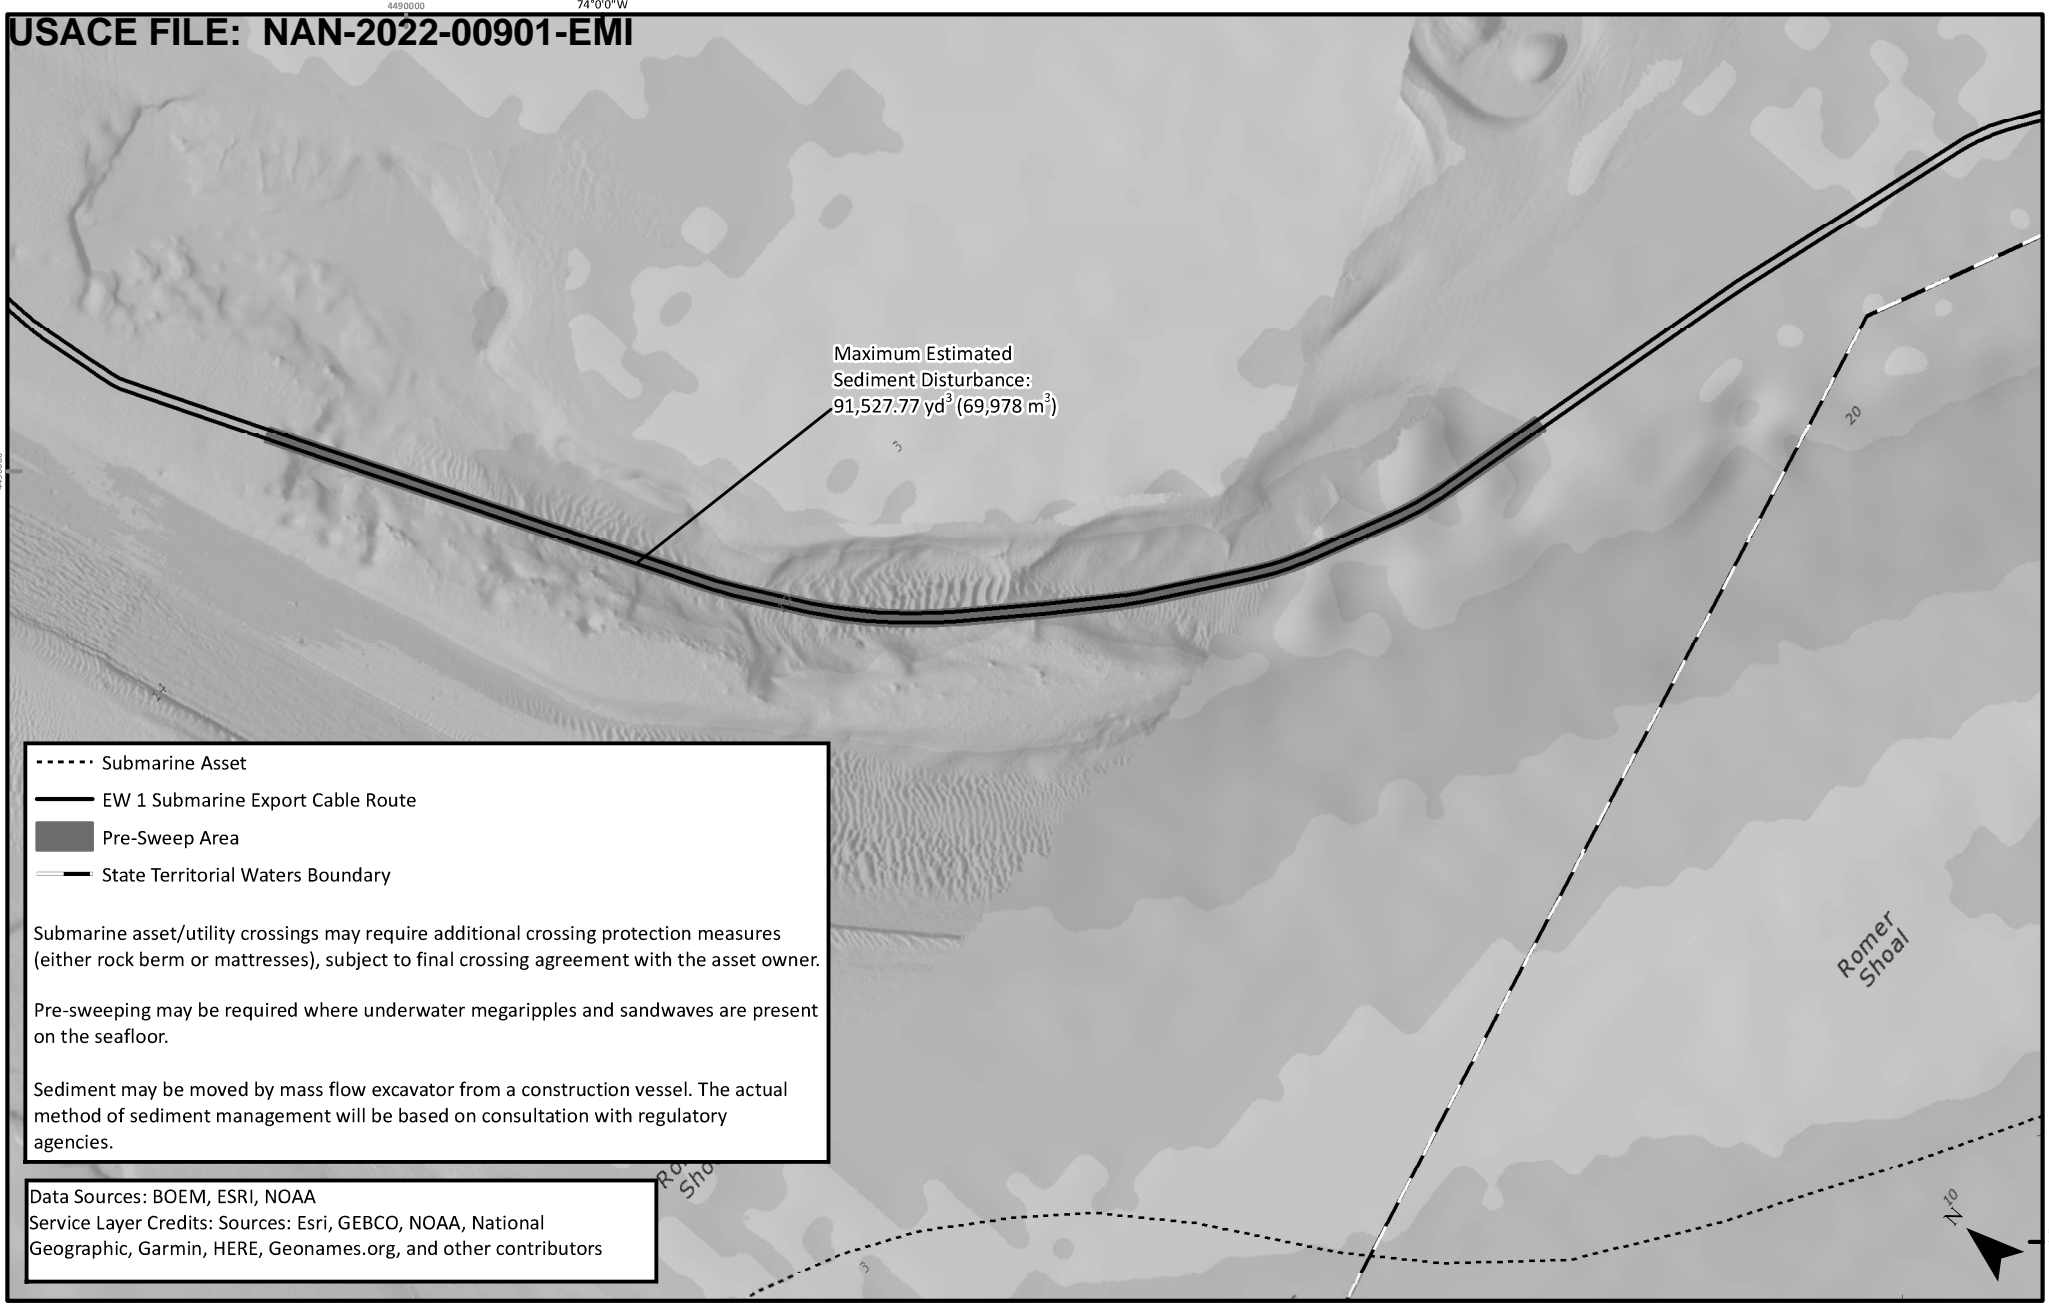 4490000
74°0'0"W
USACE FILE: NAN-2022-00901-EMI
Maximum Estimated
Sediment Disturbance:
91,527.77 yd3 (69,978 m3)
3
20
14
Submarine Asset
EW 1 Submarine Export Cable Route
Pre-Sweep Area
State Territorial Waters Boundary
Submarine asset/utility crossings may require additional crossing protection measures
(either rock berm or mattresses), subject to final crossing agreement with the asset owner.
Pre-sweeping may be required where underwater megaripples and sandwaves are present
on the seafloor.
Sediment may be moved by mass flow excavator from a construction vessel. The actual
method of sediment management will be based on consultation with regulatory
agencies.
Romer
Shoal
Data Sources: BOEM, ESRI, NOAA
Service Layer Credits: Sources: Esri, GEBCO, NOAA, National
Geographic, Garmin, HERE, Geonames.org, and other contributors
3
10
N